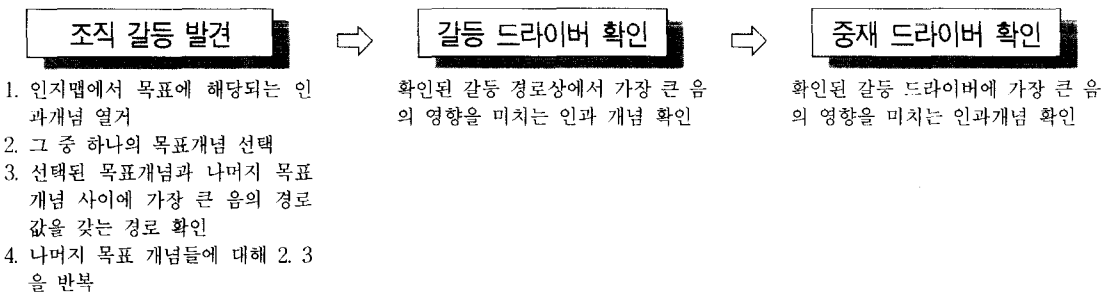 조직 갈등 발견
1. 인지맵에서 목표에 해당되는 인
과개념 열거
2. 그 중 하나의 목표개념 선택
3. 선택된 목표개념과 나머지 목표
개념 사이에 가장 큰 음의 경로
값을 갖는 경로 확인
4. 나머지 목표 개념들에 대해 2. 3
을 반복
갈등 드라이버 확인
확인된 갈등 경로상에서 가장 큰 음
의 영향을 미치는 인과 개념 확인
중재 드라이버 확인
확인된 갈등 드라이버에 가장 큰 음
의 영향을 미치는 인과개념 확인